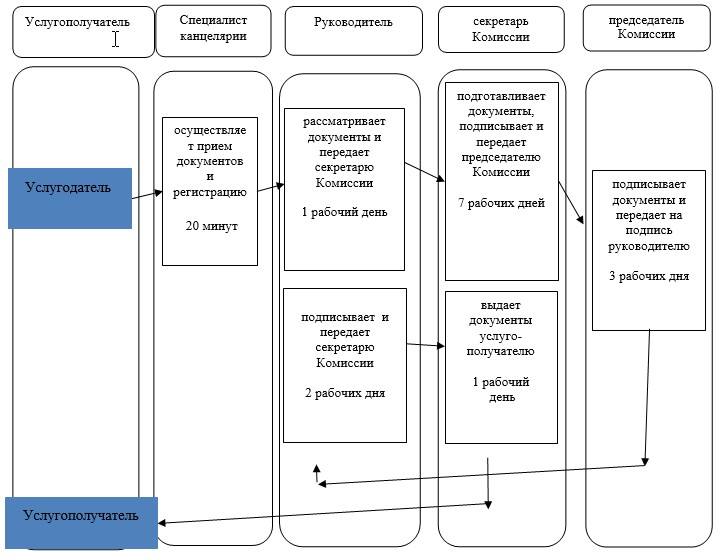 Услугополучатель
Специалист
канцелярии
Руководитель
секретарь
Комиссии
председатель
Комиссии
Услугодатель
осуществляе
т прием
документов
и
регистрацию
20 минут
рассматривает
документы и
передает
секретарю
Комиссии
1 рабочий день
подготавливает
документы,
подписывает и
передает
председателю
Комиссии
7 рабочих дней
подписывает
документы и
передает на
подпись
руководителю
3 рабочих дня
подписывает и
передает
секретарю
Комиссии
2 рабочих дня
выдает
документы
услуго-
получателю
1 рабочий
день
Услугополучатель